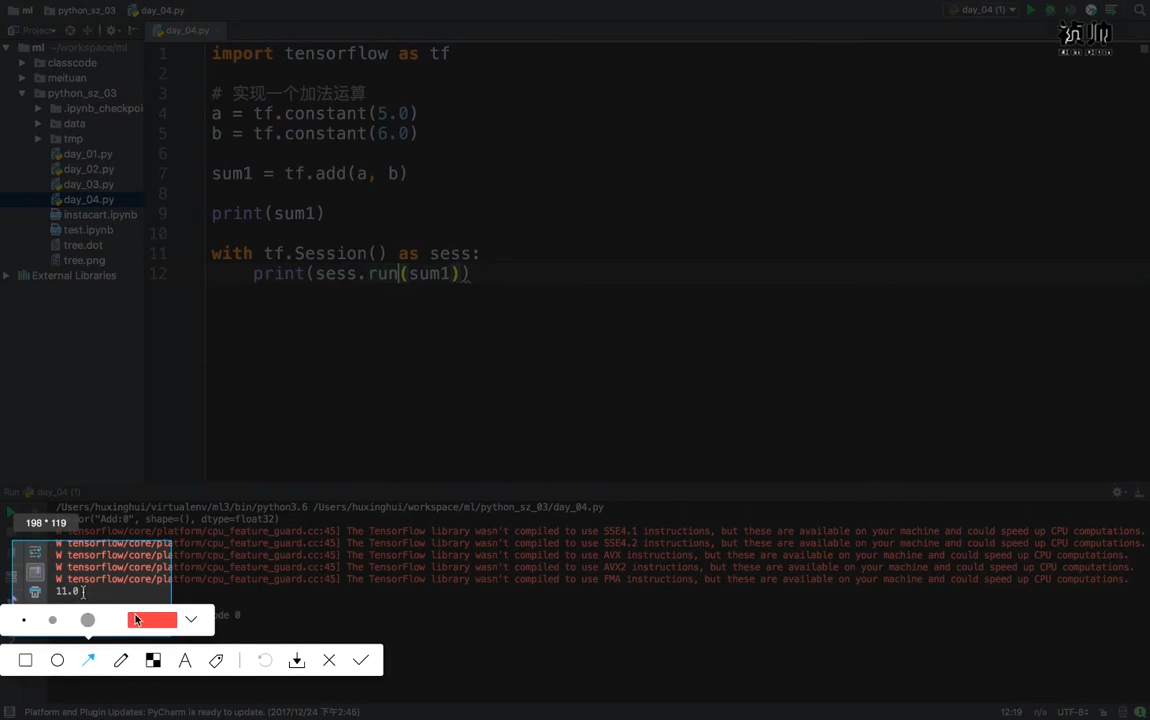 ml python_sz_03 day_04.py
day_04 (1)
Project
day_04.py
ml ~/workspace/ml
classcode
meituan
python_sz_03
.ipynb_checkpoi
data
tmp
day_01.py
day_02.py
day_03.py
day_04.py
instacart.ipynb
test.ipynb
tree.dot
tree.png
External Libraries
1 import tensorflow as tf
2
3 # 实现一个加法运算
4 a = tf.constant(5.0)
5 b = tf.constant(6.0)
6
7 sum1 = tf.add(a, b)
8
9 print(sum1)
10
11 with tf.Session() as sess:
12 print(sess.run(sum1))
Run day_04 (1)
/Users/huxinghui/virtualenv/ml3/bin/python3.6 /Users/huxinghui/workspace/ml/python_sz_03/day_04.py
or("Add:0", shape=(), dtype=float32)
198 * 119
W tensorflow/core/platform/cpu_feature_guard.cc:45] The TensorFlow library wasn't compiled to use SSE4.1 instructions, but these are available on your machine and could speed up CPU computations.
W tensorflow/core/platform/cpu_feature_guard.cc:45] The TensorFlow library wasn't compiled to use SSE4.2 instructions, but these are available on your machine and could speed up CPU computations.
W tensorflow/core/platform/cpu_feature_guard.cc:45] The TensorFlow library wasn't compiled to use AVX instructions, but these are available on your machine and could speed up CPU computations.
W tensorflow/core/platform/cpu_feature_guard.cc:45] The TensorFlow library wasn't compiled to use AVX2 instructions, but these are available on your machine and could speed up CPU computations.
W tensorflow/core/platform/cpu_feature_guard.cc:45] The TensorFlow library wasn't compiled to use FMA instructions, but these are available on your machine and could speed up CPU computations.
11.0
ode 0
A
Platform and Plugin Updates: PyCharm is ready to update. (2017/12/24 下午2:45)
12:19 n/a UTF-8